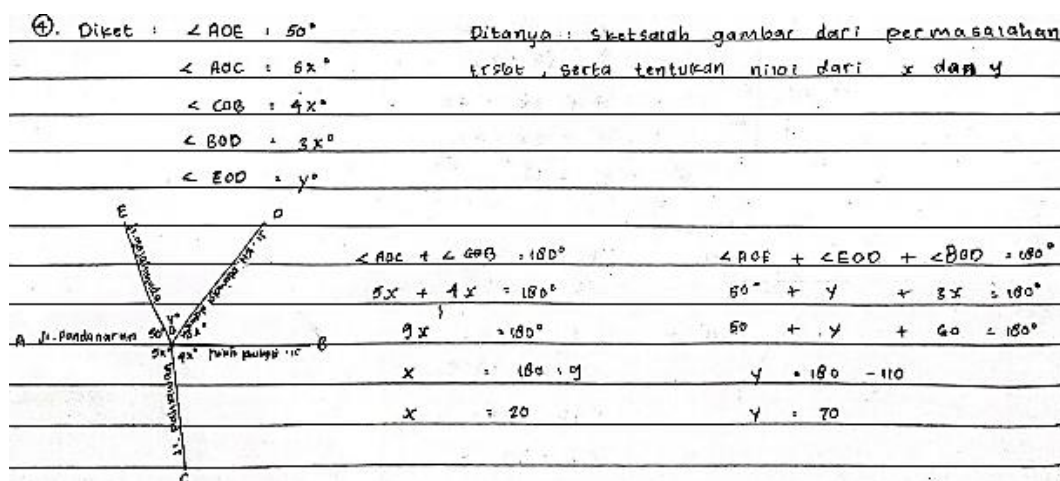 ④. Diket : ∠ AOE : 50°
∠ AOC : 5x°
∠ COB : 4x°
∠ BOD : 3x°
∠ EOD : y°
Ditanya : Sketsalah gambar dari permasalahan
trsbt, serta tentukan nilai dari x dan y
E
D
y°
50°
3x°
A Jl. Pandanaran
B
5x° 4x°
C
∠ AOC + ∠ COB = 180°
5x + 4x = 180°
9x = 180°
x = 180 : 9
x = 20
∠AOE + ∠EOD + ∠BOD = 180°
50° + y + 3x = 180°
50 + y + 60 = 180°
y = 180 - 110
y = 70